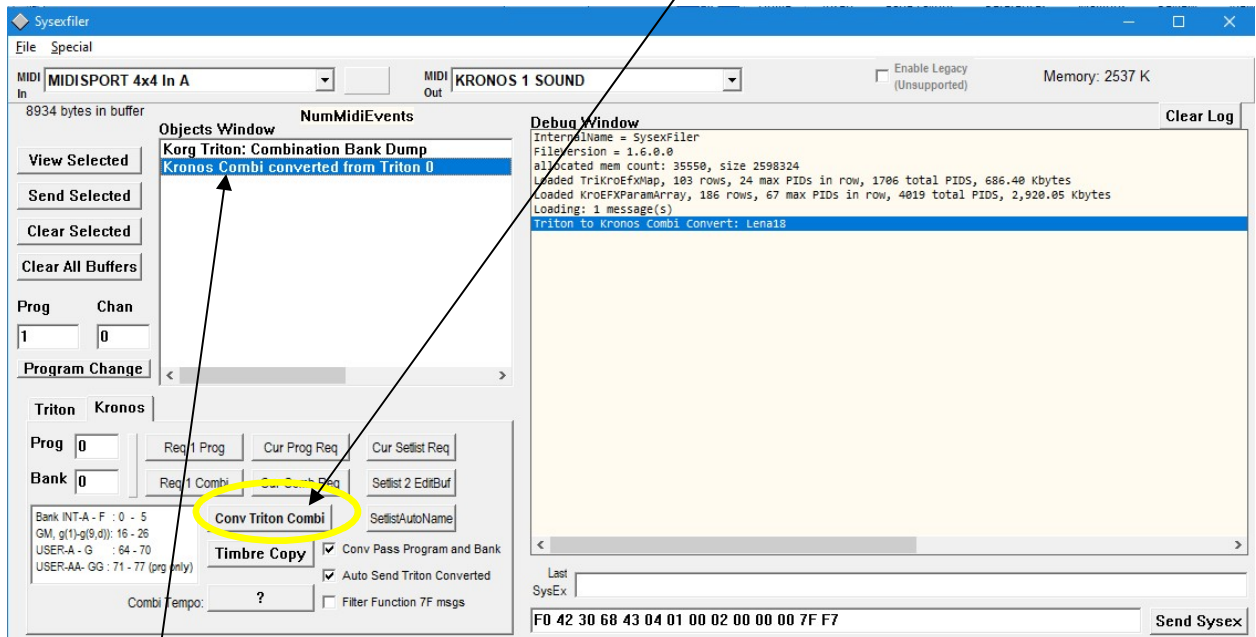 Sysexfiler
File Special
MIDI In MIDISPORT 4x4 In A
MIDI Out KRONOS 1 SOUND
Enable Legacy (Unsupported)
Memory: 2537 K
8934 bytes in buffer
NumMidiEvents
Objects Window
Debug Window
Clear Log
Korg Triton: Combination Bank Dump
Kronos Combi converted from Triton 0
InternalName = SysexFiler
FileVersion = 1.6.0.0
allocated mem count: 35550, size 2598324
Loaded TriKroEfxMap, 103 rows, 24 max PIDs in row, 1706 total PIDS, 686.40 Kbytes
Loaded KroEFXParamArray, 186 rows, 67 max PIDs in row, 4019 total PIDS, 2,920.05 Kbytes
Loading: 1 message(s)
Triton to Kronos Combi Convert: Lena18
View Selected
Send Selected
Clear Selected
Clear All Buffers
Prog Chan
1 0
Program Change
Triton Kronos
Prog 0 Req 1 Prog Cur Prog Req Cur Setlist Req
Bank 0 Req 1 Combi Cur Comb Req Setlist 2 EditBuf
Bank INT-A - F : 0 - 5
GM, g(1)-g(9,d)): 16 - 26
USER-A - G : 64 - 70
USER-AA- GG : 71 - 77 (prg only)
Conv Triton Combi SetlistAutoName
Timbre Copy Conv Pass Program and Bank
Auto Send Triton Converted
Combi Tempo: ? Filter Function 7F msgs
Last SysEx
F0 42 30 68 43 04 01 00 02 00 00 00 7F F7 Send Sysex